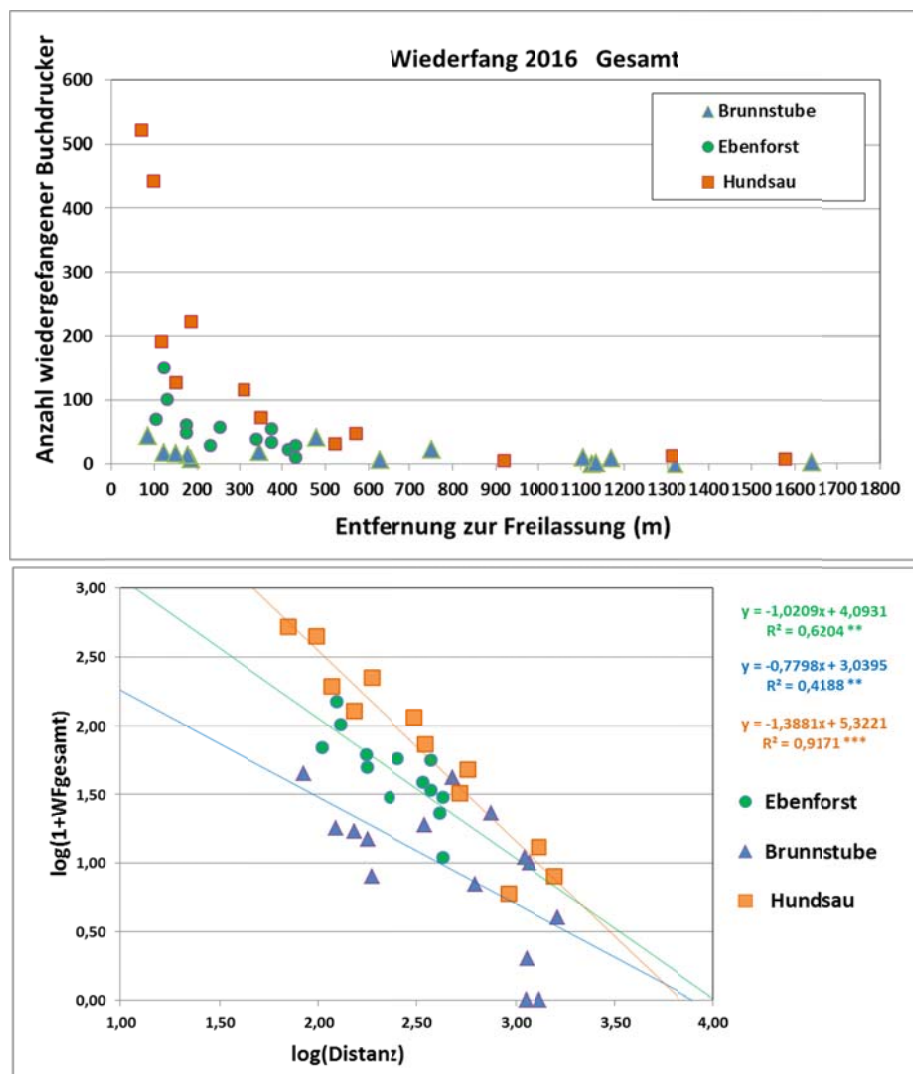 Wiederfang 2016 Gesamt
600
500
400
300
200
100
0
Anzahl wiedergefangener Buchdrucker
Brunnstube
Ebenforst
Hundsau
0 100 200 300 400 500 600 700 800 900 1000 1100 1200 1300 1400 1500 1600 1700 1800
Entfernung zur Freilassung (m)
3,00
2,50
2,00
1,50
1,00
0,50
0,00
log(1+WFgesamt)
1,00 1,50 2,00 2,50 3,00 3,50 4,00
log(Distanz)
y = -1,0209x + 4,0931
R² = 0,6204 **
y = -0,7798x + 3,0395
R² = 0,4188 **
y = -1,3881x + 5,3221
R² = 0,9171 ***
Ebenforst
Brunnstube
Hundsau